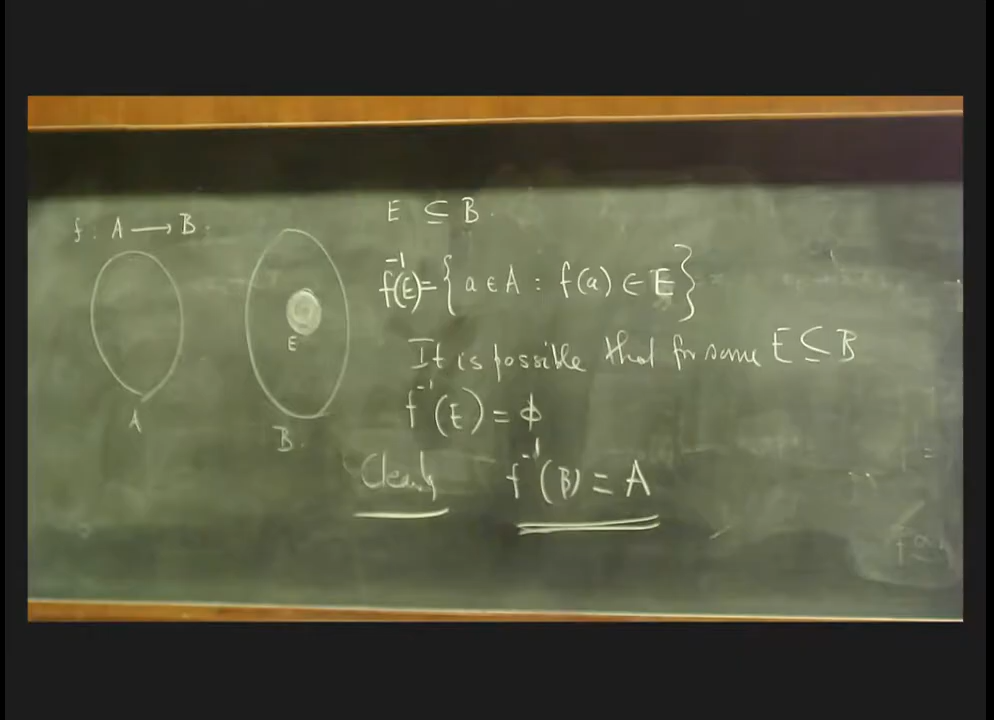 f : A → B.
E ⊆ B.
f⁻¹(E) = { a ∈ A : f(a) ∈ E }
E
It is possible that for some E ⊆ B
f⁻¹(E) = ϕ
A
B.
Clearly f⁻¹(B) = A